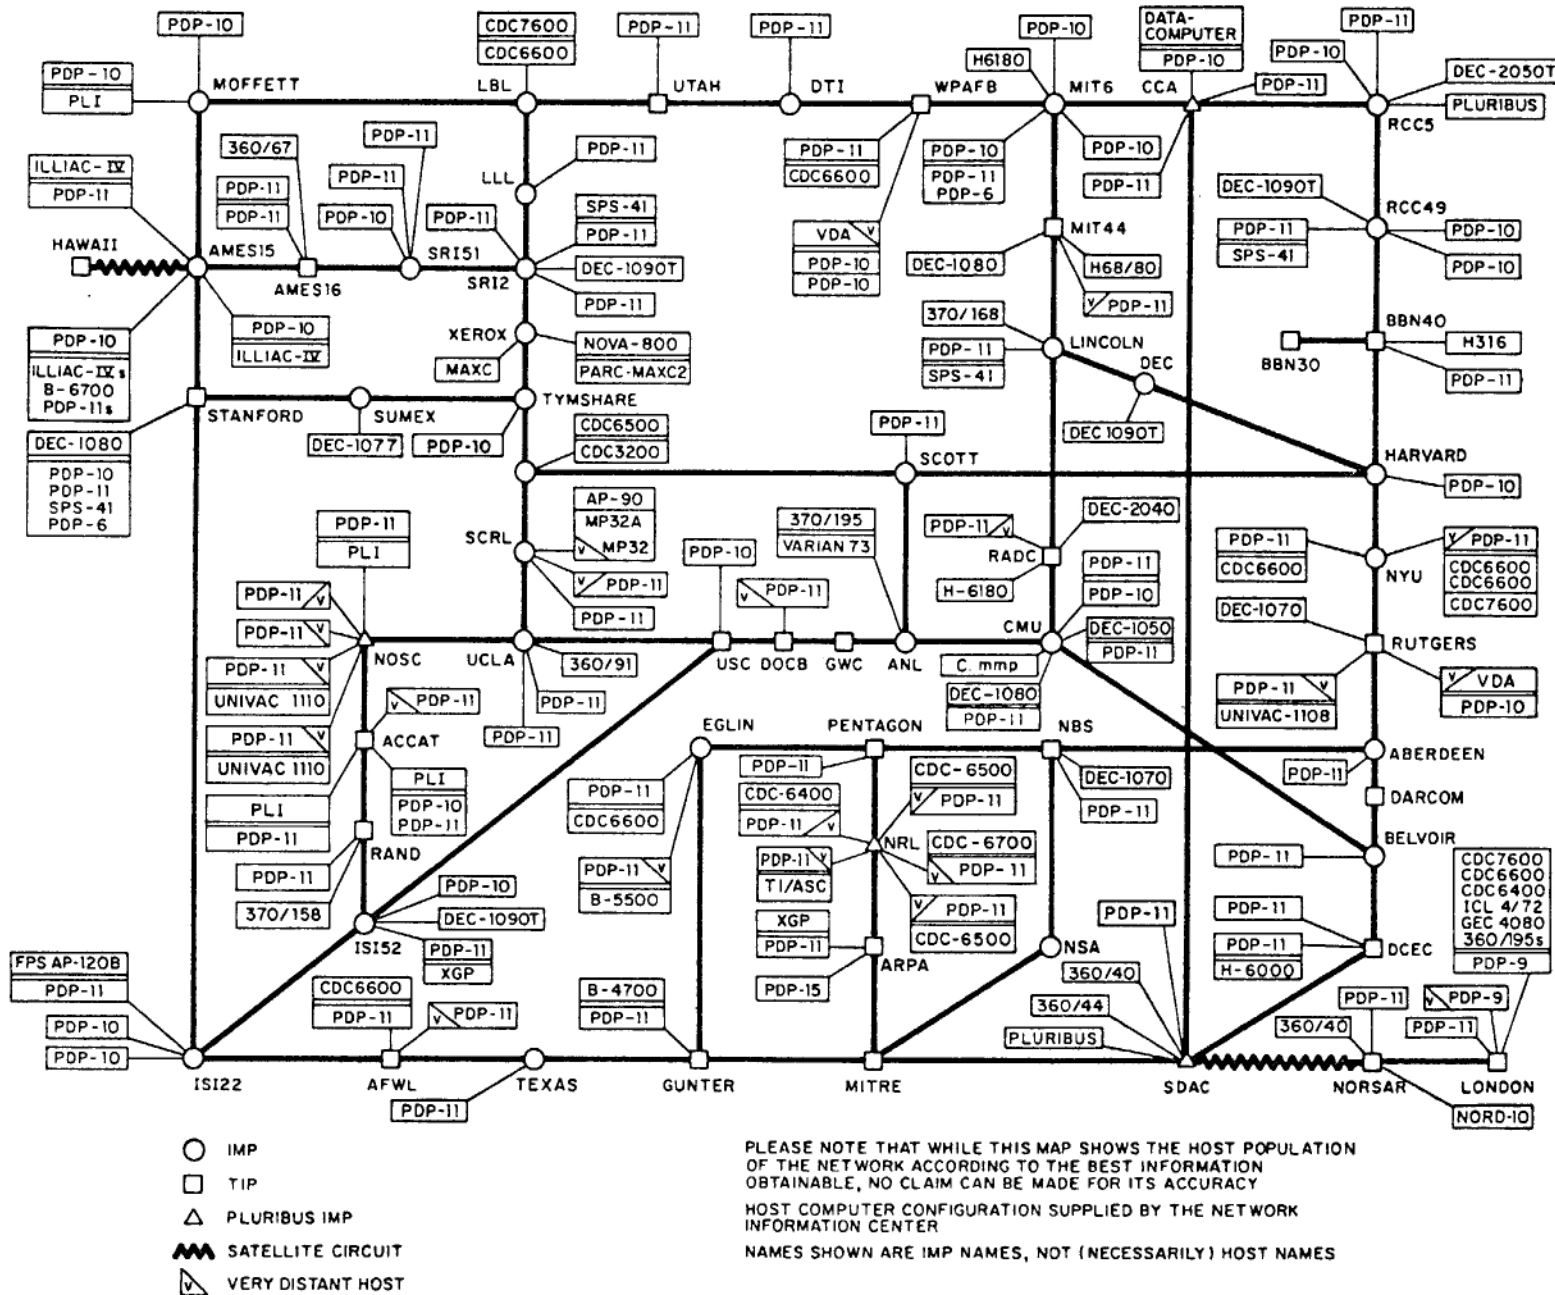 PDP-10
CDC7600
CDC6600
PDP-11
PDP-11
PDP-10
DATA-
COMPUTER
PDP-10
PDP-11
PDP-10
PLI
MOFFETT
LBL
UTAH
DTI
WPAFB
H6180
MIT6
CCA
PDP-11
PDP-10
DEC-2050T
PLURIBUS
RCC5
ILLIAC-IV
PDP-11
360/67
PDP-11
PDP-11
PDP-11
PDP-11
PDP-10
LLL
PDP-11
PDP-11
CDC6600
PDP-10
PDP-11
PDP-6
PDP-10
PDP-11
DEC-1090T
RCC49
PDP-11
SPS-41
PDP-10
PDP-10
HAWAII
AMES15
AMES16
SRI51
SRI2
PDP-11
SPS-41
PDP-11
DEC-1090T
PDP-11
VDA V
PDP-10
PDP-10
MIT44
DEC-1080
H68/80
V PDP-11
PDP-10
ILLIAC-IVs
B-6700
PDP-11s
PDP-10
ILLIAC-IV
XEROX
MAXC
NOVA-800
PARC-MAXC2
370/168
PDP-11
SPS-41
LINCOLN
DEC
DEC 1090T
BBN30
BBN40
H316
PDP-11
STANFORD
SUMEX
TYMSHARE
DEC-1080
PDP-10
PDP-11
SPS-41
PDP-6
DEC-1077
PDP-10
CDC6500
CDC3200
PDP-11
SCOTT
HARVARD
PDP-10
PDP-11
PLI
SCRL
AP-90
MP32A
V MP32
V PDP-11
PDP-11
PDP-10
V PDP-11
370/195
VARIAN 73
PDP-11 V
DEC-2040
RADC
H-6180
PDP-11
PDP-10
PDP-11
CDC6600
NYU
V PDP-11
CDC6600
CDC6600
CDC7600
PDP-11 V
PDP-11 V
PDP-11 V
UNIVAC 1110
PDP-11 V
UNIVAC 1110
NOSC
UCLA
360/91
PDP-11
PDP-11
USC
DOCB
GWC
ANL
CMU
DEC-1050
PDP-11
C.mmp
DEC-1080
PDP-11
DEC-1070
RUTGERS
PDP-11 V
UNIVAC-1108
V VDA
PDP-10
V PDP-11
ACCAT
PLI
PDP-11
PLI
PDP-10
PDP-11
EGLIN
PENTAGON
NBS
ABERDEEN
PDP-11
PDP-11
CDC6600
PDP-11
CDC-6400
PDP-11 V
CDC-6500
V PDP-11
DEC-1070
PDP-11
DARCOM
RAND
PDP-11
370/158
PDP-11 V
B-5500
PDP-11 V
TI/ASC
NRL
CDC-6700
V PDP-11
V PDP-11
CDC-6500
PDP-11
BELVOIR
CDC7600
CDC6600
CDC6400
ICL 4/72
GEC 4080
360/195s
PDP-9
PDP-10
DEC-1090T
ISI52
PDP-11
XGP
XGP
PDP-11
PDP-15
ARPA
NSA
PDP-11
PDP-11
PDP-11
H-6000
DCEC
FPS AP-120B
PDP-11
PDP-10
PDP-10
CDC6600
PDP-11
V PDP-11
B-4700
PDP-11
360/40
360/44
PLURIBUS
360/40
PDP-11
V PDP-9
PDP-11
ISI22
AFWL
TEXAS
GUNTER
MITRE
SDAC
NORSAR
LONDON
PDP-11
NORD-10
IMP
TIP
PLURIBUS IMP
SATELLITE CIRCUIT
V VERY DISTANT HOST
PLEASE NOTE THAT WHILE THIS MAP SHOWS THE HOST POPULATION
OF THE NETWORK ACCORDING TO THE BEST INFORMATION
OBTAINABLE, NO CLAIM CAN BE MADE FOR ITS ACCURACY
HOST COMPUTER CONFIGURATION SUPPLIED BY THE NETWORK
INFORMATION CENTER
NAMES SHOWN ARE IMP NAMES, NOT (NECESSARILY) HOST NAMES